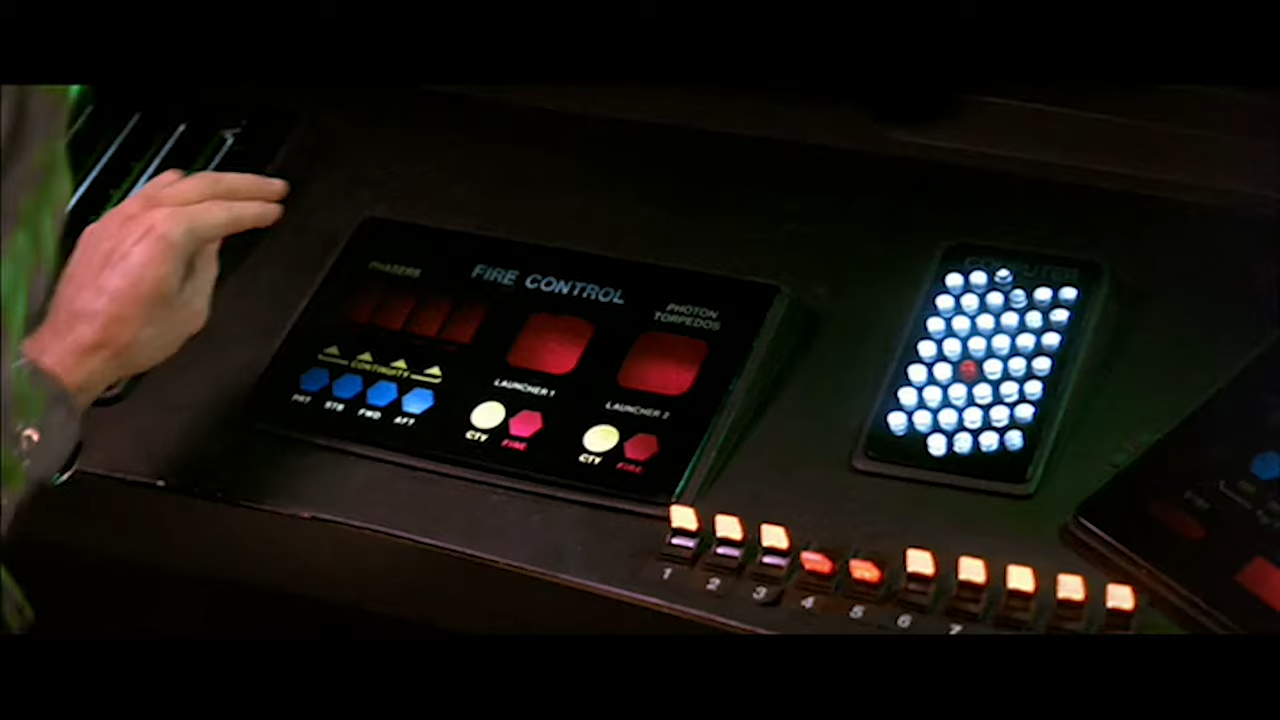 COMPUTER
PHASERS
FIRE CONTROL
PHOTON
TORPEDOS
CONTINUITY
PRT STB FWD AFT
LAUNCHER 1
LAUNCHER 2
CTY FIRE
CTY FIRE
1 2 3 4 5 6 7